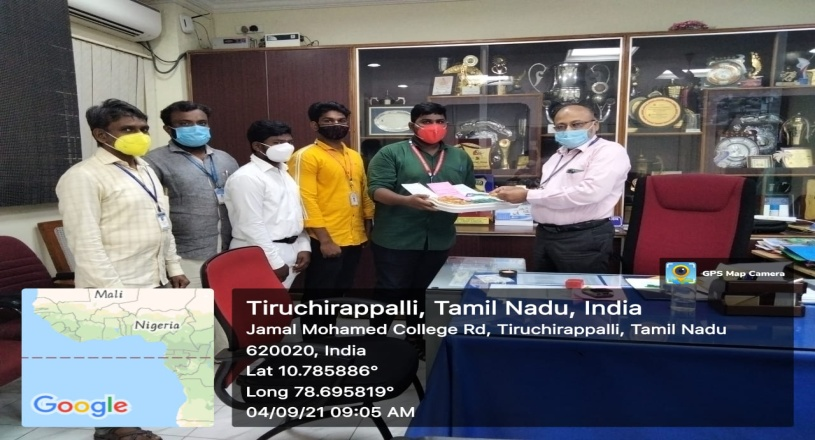 GPS Map Camera
Mali
Nigeria
Google
Tiruchirappalli, Tamil Nadu, India
Jamal Mohamed College Rd, Tiruchirappalli, Tamil Nadu
620020, India
Lat 10.785886°
Long 78.695819°
04/09/21 09:05 AM